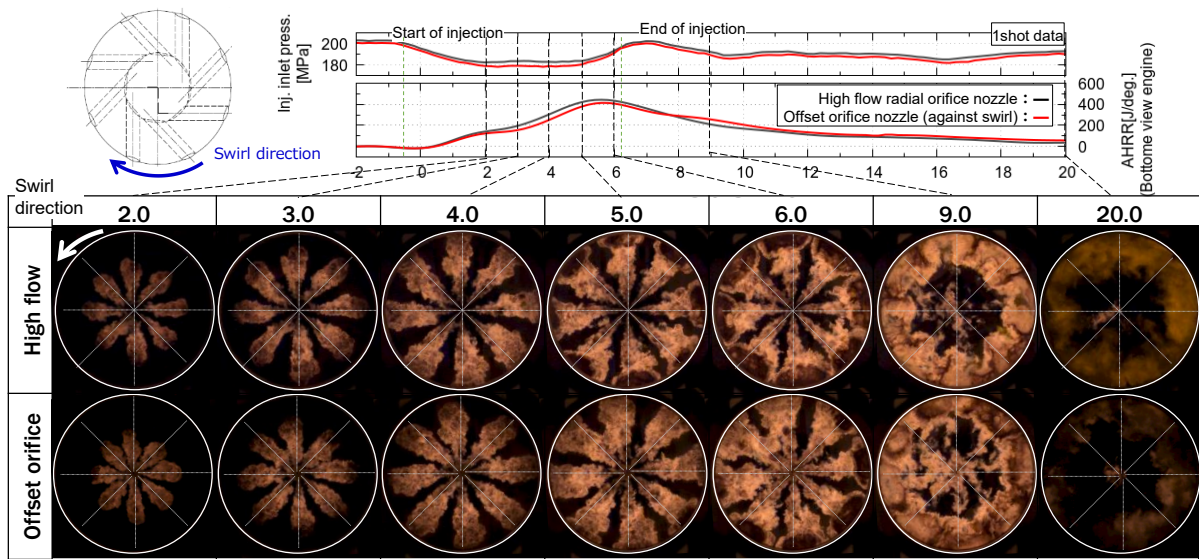 Swirl direction
Inj. inlet press.
[MPa]
200
180
Start of injection
End of injection
1shot data
High flow radial orifice nozzle :
Offset orifice nozzle (against swirl) :
600
400
200
0
AHRR[J/deg.]
(Bottome view engine)
-2 0 2 4 6 8 10 12 14 16 18 20
Swirl
direction
2.0 3.0 4.0 5.0 6.0 9.0 20.0
High flow
Offset orifice